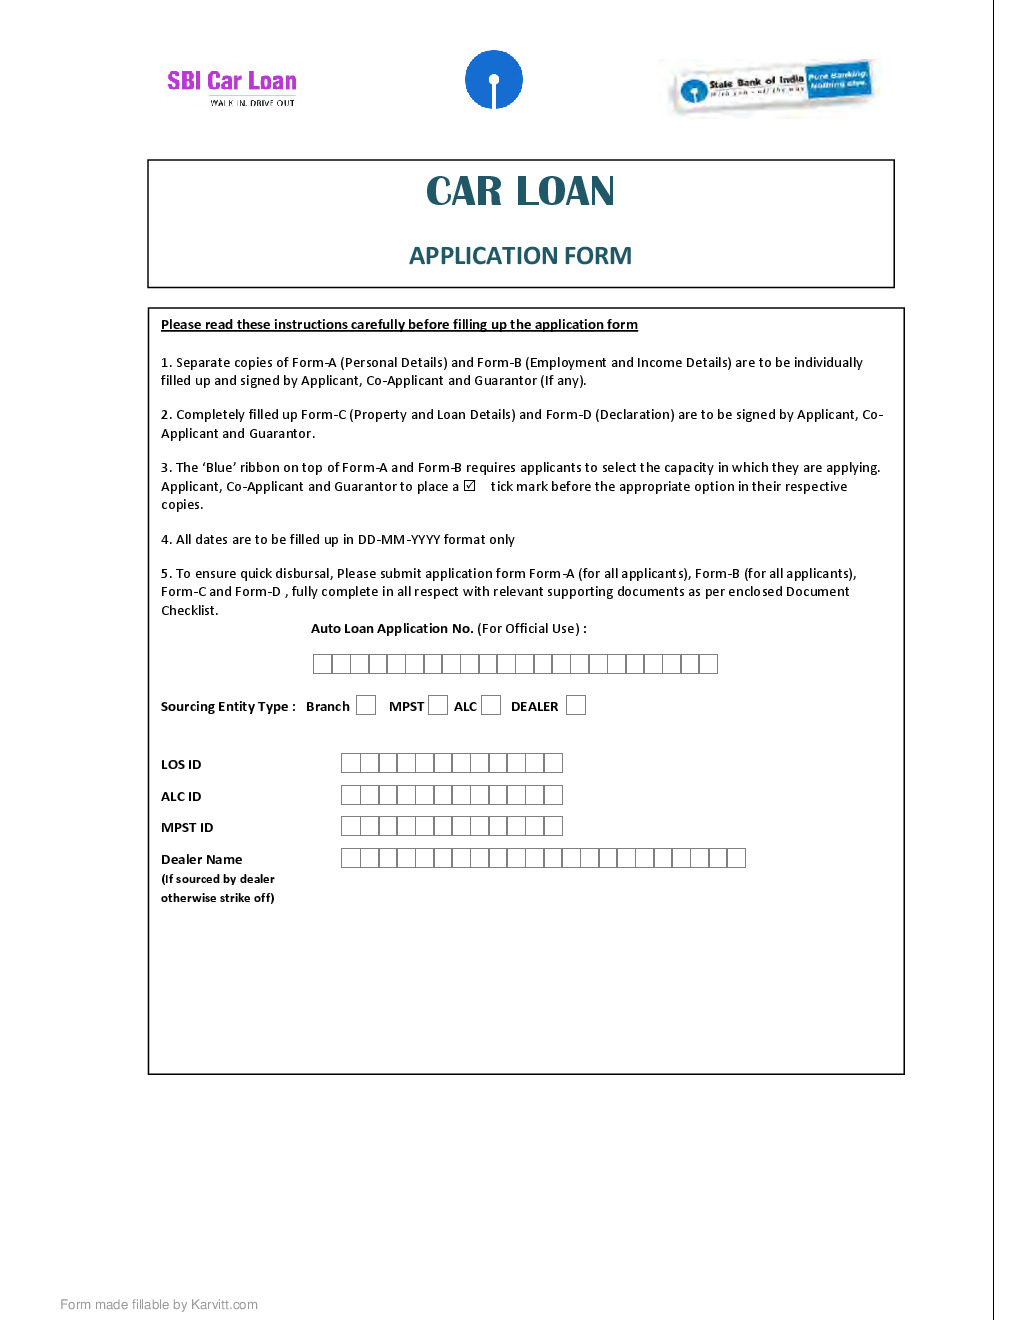 SBI Car Loan
WALK IN. DRIVE OUT
State Bank of India
With you - all the way
Pure Banking.
Nothing else.
CAR LOAN
APPLICATION FORM
Please read these instructions carefully before filling up the application form
1. Separate copies of Form-A (Personal Details) and Form-B (Employment and Income Details) are to be individually
filled up and signed by Applicant, Co-Applicant and Guarantor (If any).
2. Completely filled up Form-C (Property and Loan Details) and Form-D (Declaration) are to be signed by Applicant, Co-
Applicant and Guarantor.
3. The ‘Blue’ ribbon on top of Form-A and Form-B requires applicants to select the capacity in which they are applying.
Applicant, Co-Applicant and Guarantor to place a ☑ tick mark before the appropriate option in their respective
copies.
4. All dates are to be filled up in DD-MM-YYYY format only
5. To ensure quick disbursal, Please submit application form Form-A (for all applicants), Form-B (for all applicants),
Form-C and Form-D , fully complete in all respect with relevant supporting documents as per enclosed Document
Checklist.
Auto Loan Application No. (For Official Use) :
Sourcing Entity Type : Branch MPST ALC DEALER
LOS ID
ALC ID
MPST ID
Dealer Name
(If sourced by dealer
otherwise strike off)
Form made fillable by Karvitt.com